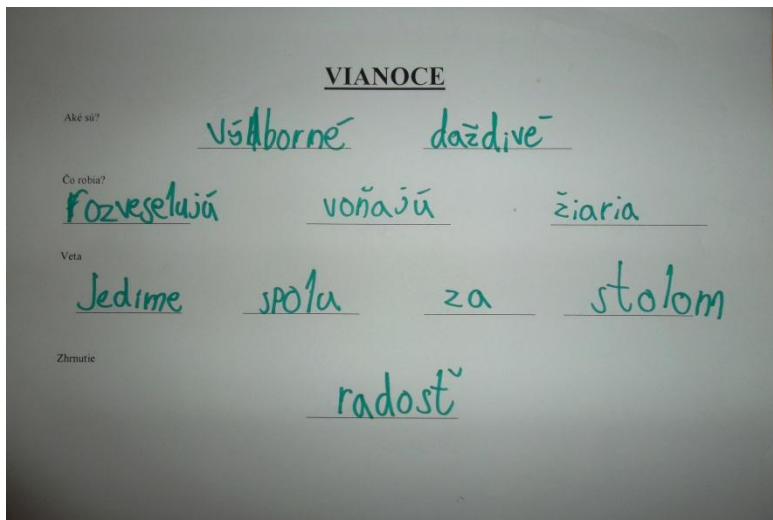 VIANOCE
Aké sú?
výborné daždivé
Čo robia?
rozveselujú voňajú žiaria
Veta
Jedime spolu za stolom
Zhrnutie
radosť